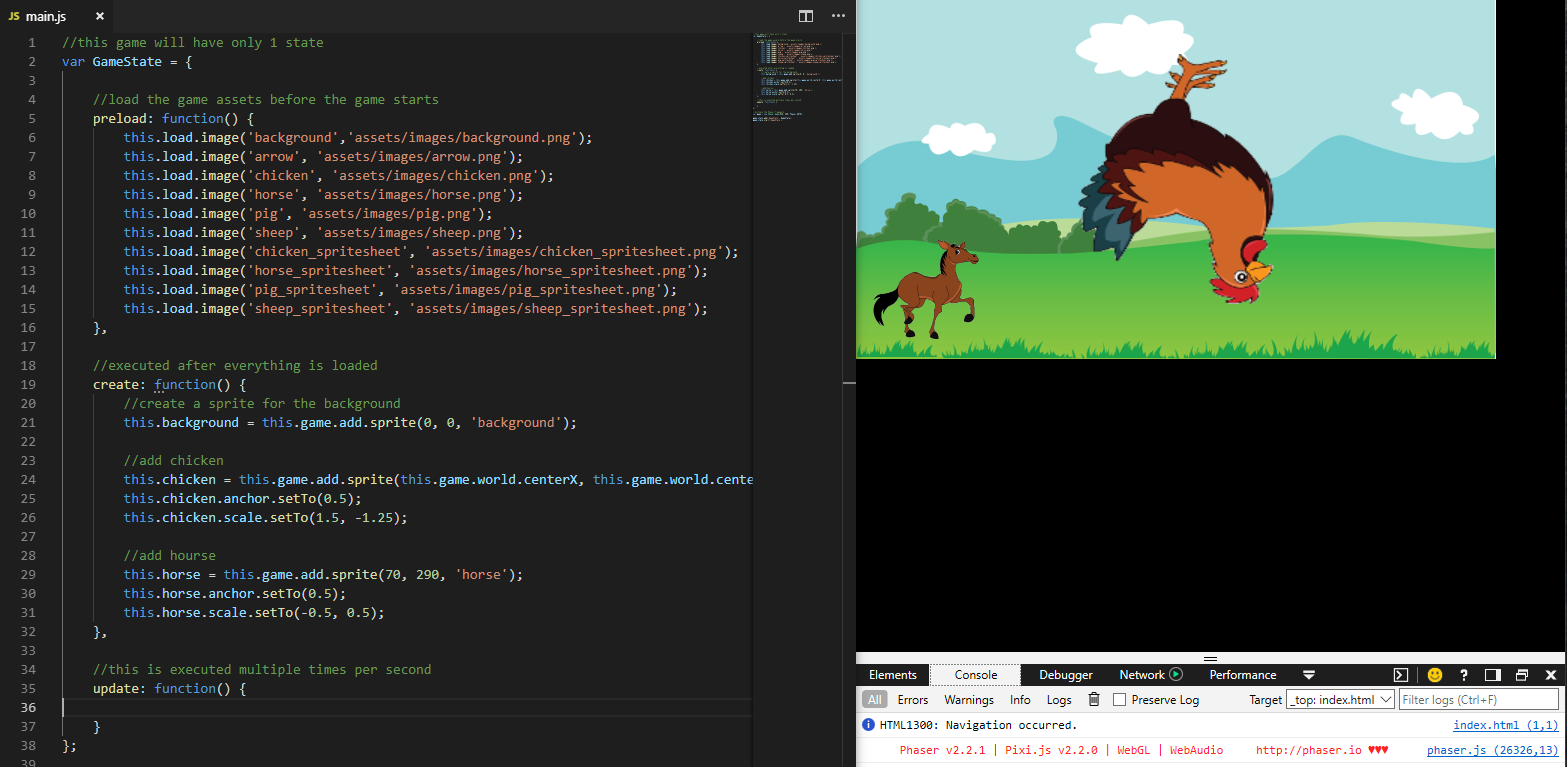 JS main.js ×
1 //this game will have only 1 state
2 var GameState = {
3
4 //load the game assets before the game starts
5 preload: function() {
6 this.load.image('background','assets/images/background.png');
7 this.load.image('arrow', 'assets/images/arrow.png');
8 this.load.image('chicken', 'assets/images/chicken.png');
9 this.load.image('horse', 'assets/images/horse.png');
10 this.load.image('pig', 'assets/images/pig.png');
11 this.load.image('sheep', 'assets/images/sheep.png');
12 this.load.image('chicken_spritesheet', 'assets/images/chicken_spritesheet.png');
13 this.load.image('horse_spritesheet', 'assets/images/horse_spritesheet.png');
14 this.load.image('pig_spritesheet', 'assets/images/pig_spritesheet.png');
15 this.load.image('sheep_spritesheet', 'assets/images/sheep_spritesheet.png');
16 },
17
18 //executed after everything is loaded
19 create: function() {
20 //create a sprite for the background
21 this.background = this.game.add.sprite(0, 0, 'background');
22
23 //add chicken
24 this.chicken = this.game.add.sprite(this.game.world.centerX, this.game.world.cente
25 this.chicken.anchor.setTo(0.5);
26 this.chicken.scale.setTo(1.5, -1.25);
27
28 //add hourse
29 this.horse = this.game.add.sprite(70, 290, 'horse');
30 this.horse.anchor.setTo(0.5);
31 this.horse.scale.setTo(-0.5, 0.5);
32 },
33
34 //this is executed multiple times per second
35 update: function() {
36
37 }
38 };
39
Elements Console Debugger Network Performance ?
All Errors Warnings Info Logs Preserve Log Target _top: index.html Filter logs (Ctrl+F)
HTML1300: Navigation occurred. index.html (1,1)
Phaser v2.2.1 | Pixi.js v2.2.0 | WebGL | WebAudio http://phaser.io ♥♥♥ phaser.js (26326,13)